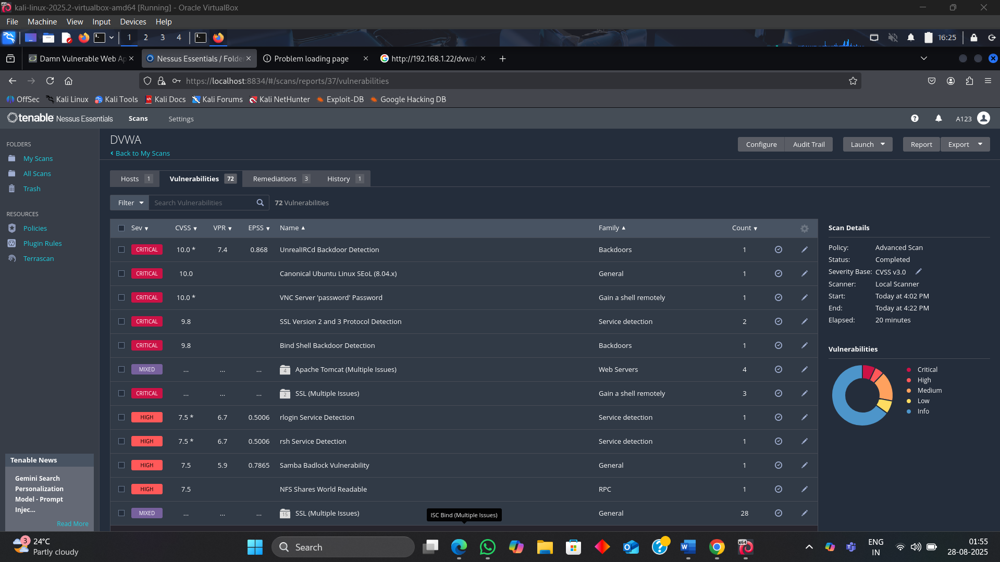 kali-linux-2025.2-virtualbox-amd64 [Running] - Oracle VirtualBox
File Machine View Input Devices Help
1 2 3 4 16:25
Damn Vulnerable Web Ap
Nessus Essentials / Folde
Problem loading page
http://192.168.1.22/dvwa/
https://localhost:8834/#/scans/reports/37/vulnerabilities
OffSec Kali Linux Kali Tools Kali Docs Kali Forums Kali NetHunter Exploit-DB Google Hacking DB
tenable Nessus Essentials Scans Settings A123
FOLDERS
My Scans
All Scans
Trash
RESOURCES
Policies
Plugin Rules
Terrascan
Tenable News
Gemini Search
Personalization
Model - Prompt
Injec...
Read More
DVWA
Back to My Scans
Configure Audit Trail Launch Report Export
Hosts 1 Vulnerabilities 72 Remediations 3 History 1
Filter Search Vulnerabilities 72 Vulnerabilities
Sev CVSS VPR EPSS Name Family Count
CRITICAL 10.0 * 7.4 0.868 UnrealIRCd Backdoor Detection Backdoors 1
CRITICAL 10.0 Canonical Ubuntu Linux SEoL (8.04.x) General 1
CRITICAL 10.0 * VNC Server 'password' Password Gain a shell remotely 1
CRITICAL 9.8 SSL Version 2 and 3 Protocol Detection Service detection 2
CRITICAL 9.8 Bind Shell Backdoor Detection Backdoors 1
MIXED ... ... ... 4 Apache Tomcat (Multiple Issues) Web Servers 4
CRITICAL ... ... ... 2 SSL (Multiple Issues) Gain a shell remotely 3
HIGH 7.5 * 6.7 0.5006 rlogin Service Detection Service detection 1
HIGH 7.5 * 6.7 0.5006 rsh Service Detection Service detection 1
HIGH 7.5 5.9 0.7865 Samba Badlock Vulnerability General 1
HIGH 7.5 NFS Shares World Readable RPC 1
MIXED ... ... ... 15 SSL (Multiple Issues) General 28
ISC Bind (Multiple Issues)
Scan Details
Policy: Advanced Scan
Status: Completed
Severity Base: CVSS v3.0
Scanner: Local Scanner
Start: Today at 4:02 PM
End: Today at 4:22 PM
Elapsed: 20 minutes
Vulnerabilities
Critical
High
Medium
Low
Info
3
24°C
Partly cloudy
Search
x64
ENG
IN
01:55
28-08-2025